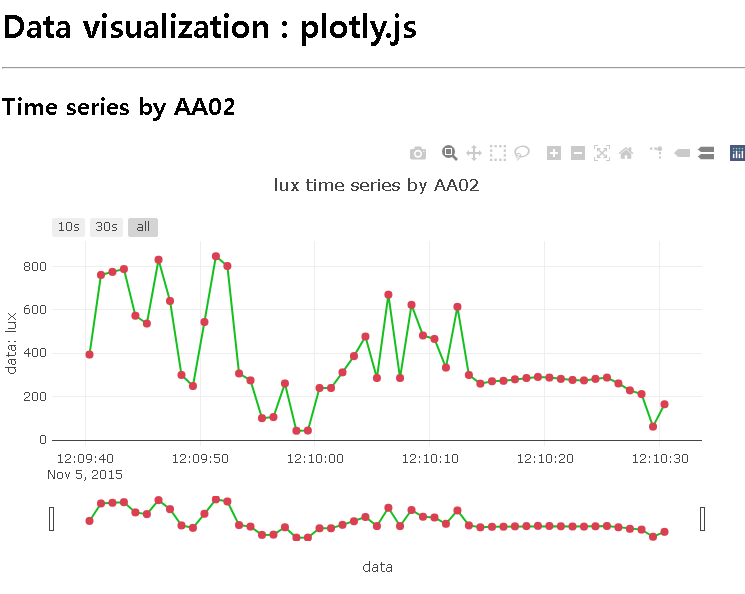 Data visualization : plotly.js
Time series by AA02
lux time series by AA02
10s 30s all
800
600
400
200
0
data: lux
12:09:40 12:09:50 12:10:00 12:10:10 12:10:20 12:10:30
Nov 5, 2015
data